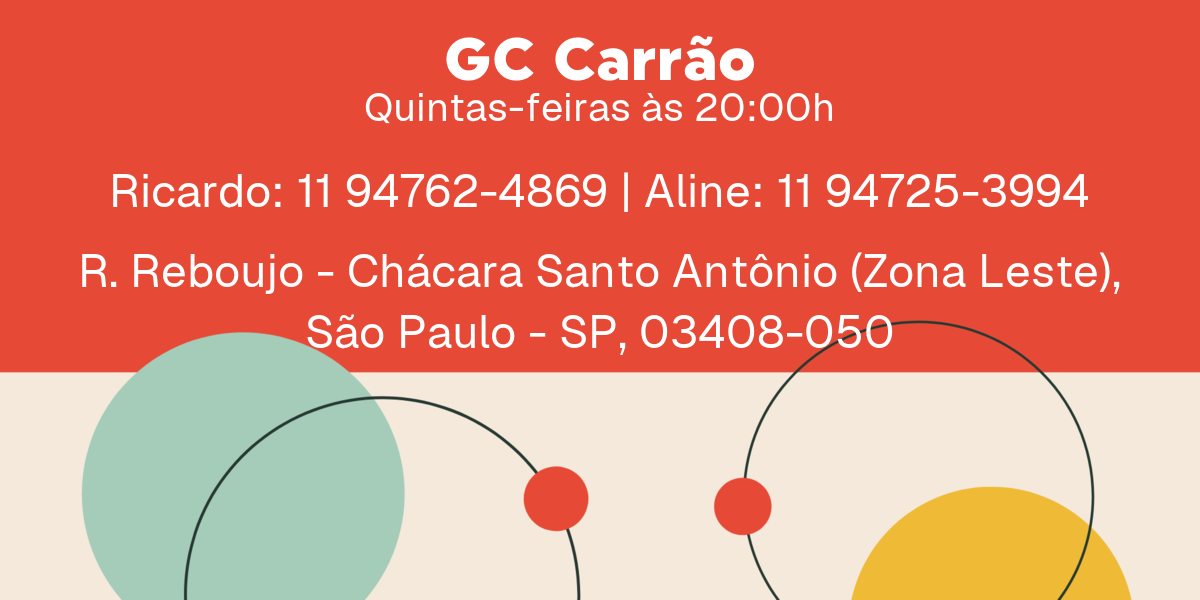 GC Carrão
Quintas-feiras às 20:00h
Ricardo: 11 94762-4869 | Aline: 11 94725-3994
R. Reboujo - Chácara Santo Antônio (Zona Leste),
São Paulo - SP, 03408-050